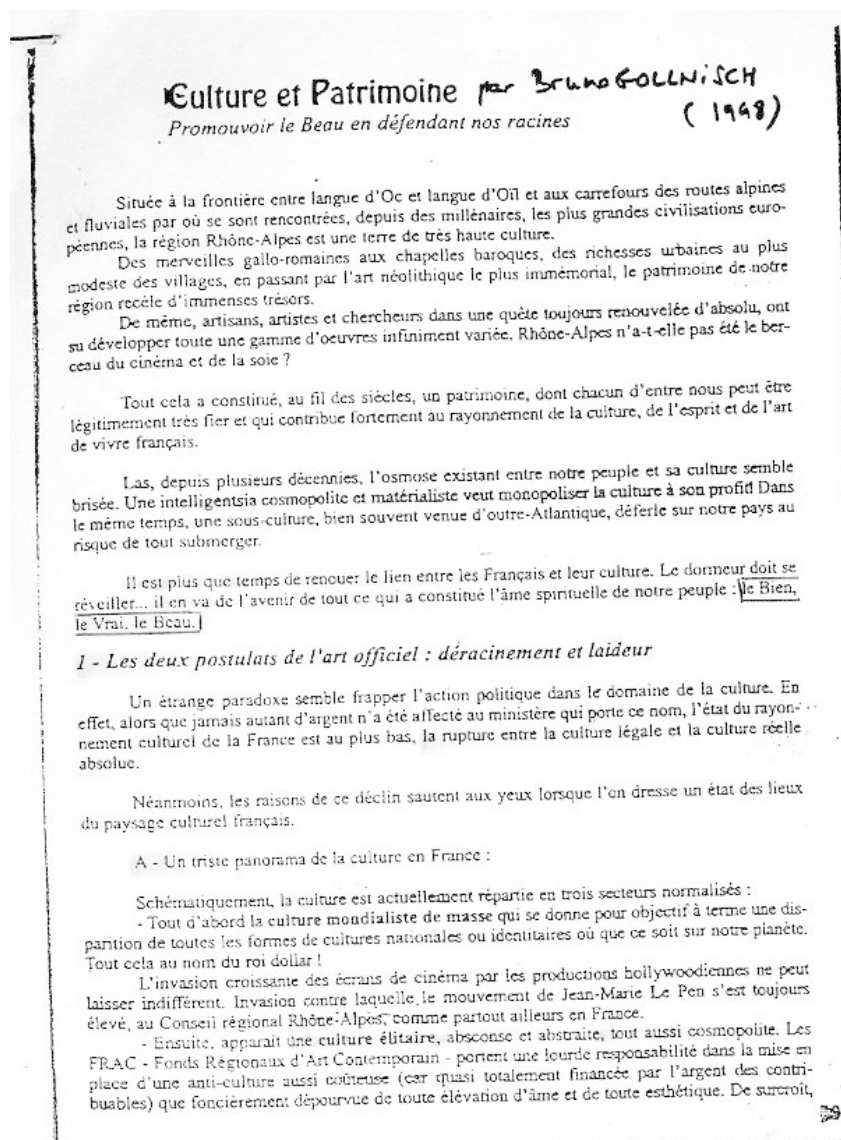 Culture et Patrimoine par Bruno GOLLNiSCH
(1998)
Promouvoir le Beau en défendant nos racines
Située à la frontière entre langue d'Oc et langue d'Oïl et aux carrefours des routes alpines
et fluviales par où se sont rencontrées, depuis des millénaires, les plus grandes civilisations euro-
péennes, la région Rhône-Alpes est une terre de très haute culture.
Des merveilles gallo-romaines aux chapelles baroques, des richesses urbaines au plus
modeste des villages, en passant par l'art néolithique le plus immémorial, le patrimoine de notre
région recèle d'immenses trésors.
De même, artisans, artistes et chercheurs dans une quête toujours renouvelée d'absolu, ont
su développer toute une gamme d'oeuvres infiniment variée. Rhône-Alpes n'a-t-elle pas été le ber-
ceau du cinéma et de la soie ?
Tout cela a constitué, au fil des siècles, un patrimoine, dont chacun d'entre nous peut être
légitimement très fier et qui contribue fortement au rayonnement de la culture, de l'esprit et de l'art
de vivre français.
Las, depuis plusieurs décennies, l'osmose existant entre notre peuple et sa culture semble
brisée. Une intelligentsia cosmopolite et matérialiste veut monopoliser la culture à son profit! Dans
le même temps, une sous-culture, bien souvent venue d'outre-Atlantique, déferle sur notre pays au
risque de tout submerger.
Il est plus que temps de renouer le lien entre les Français et leur culture. Le dormeur doit se
réveiller... il en va de l'avenir de tout ce qui a constitué l'âme spirituelle de notre peuple : le Bien,
le Vrai, le Beau.
1 - Les deux postulats de l'art officiel : déracinement et laideur
Un étrange paradoxe semble frapper l'action politique dans le domaine de la culture. En
effet, alors que jamais autant d'argent n'a été affecté au ministère qui porte ce nom, l'état du rayon-
nement culturel de la France est au plus bas, la rupture entre la culture légale et la culture réelle
absolue.
Néanmoins, les raisons de ce déclin sautent aux yeux lorsque l'on dresse un état des lieux
du paysage culturel français.
A - Un triste panorama de la culture en France :
Schématiquement, la culture est actuellement répartie en trois secteurs normalisés :
- Tout d'abord la culture mondialiste de masse qui se donne pour objectif à terme une dis-
parition de toutes les formes de cultures nationales ou identitaires où que ce soit sur notre planète.
Tout cela au nom du roi dollar !
L'invasion croissante des écrans de cinéma par les productions hollywoodiennes ne peut
laisser indifférent. Invasion contre laquelle le mouvement de Jean-Marie Le Pen s'est toujours
élevé, au Conseil régional Rhône-Alpes, comme partout ailleurs en France.
- Ensuite, apparaît une culture élitaire, absconse et abstraite, tout aussi cosmopolite. Les
FRAC - Fonds Régionaux d'Art Contemporain - portent une lourde responsabilité dans la mise en
place d'une anti-culture aussi coûteuse (car quasi totalement financée par l'argent des contri-
buables) que foncièrement dépourvue de toute élévation d'âme et de toute esthétique. De surcroît,